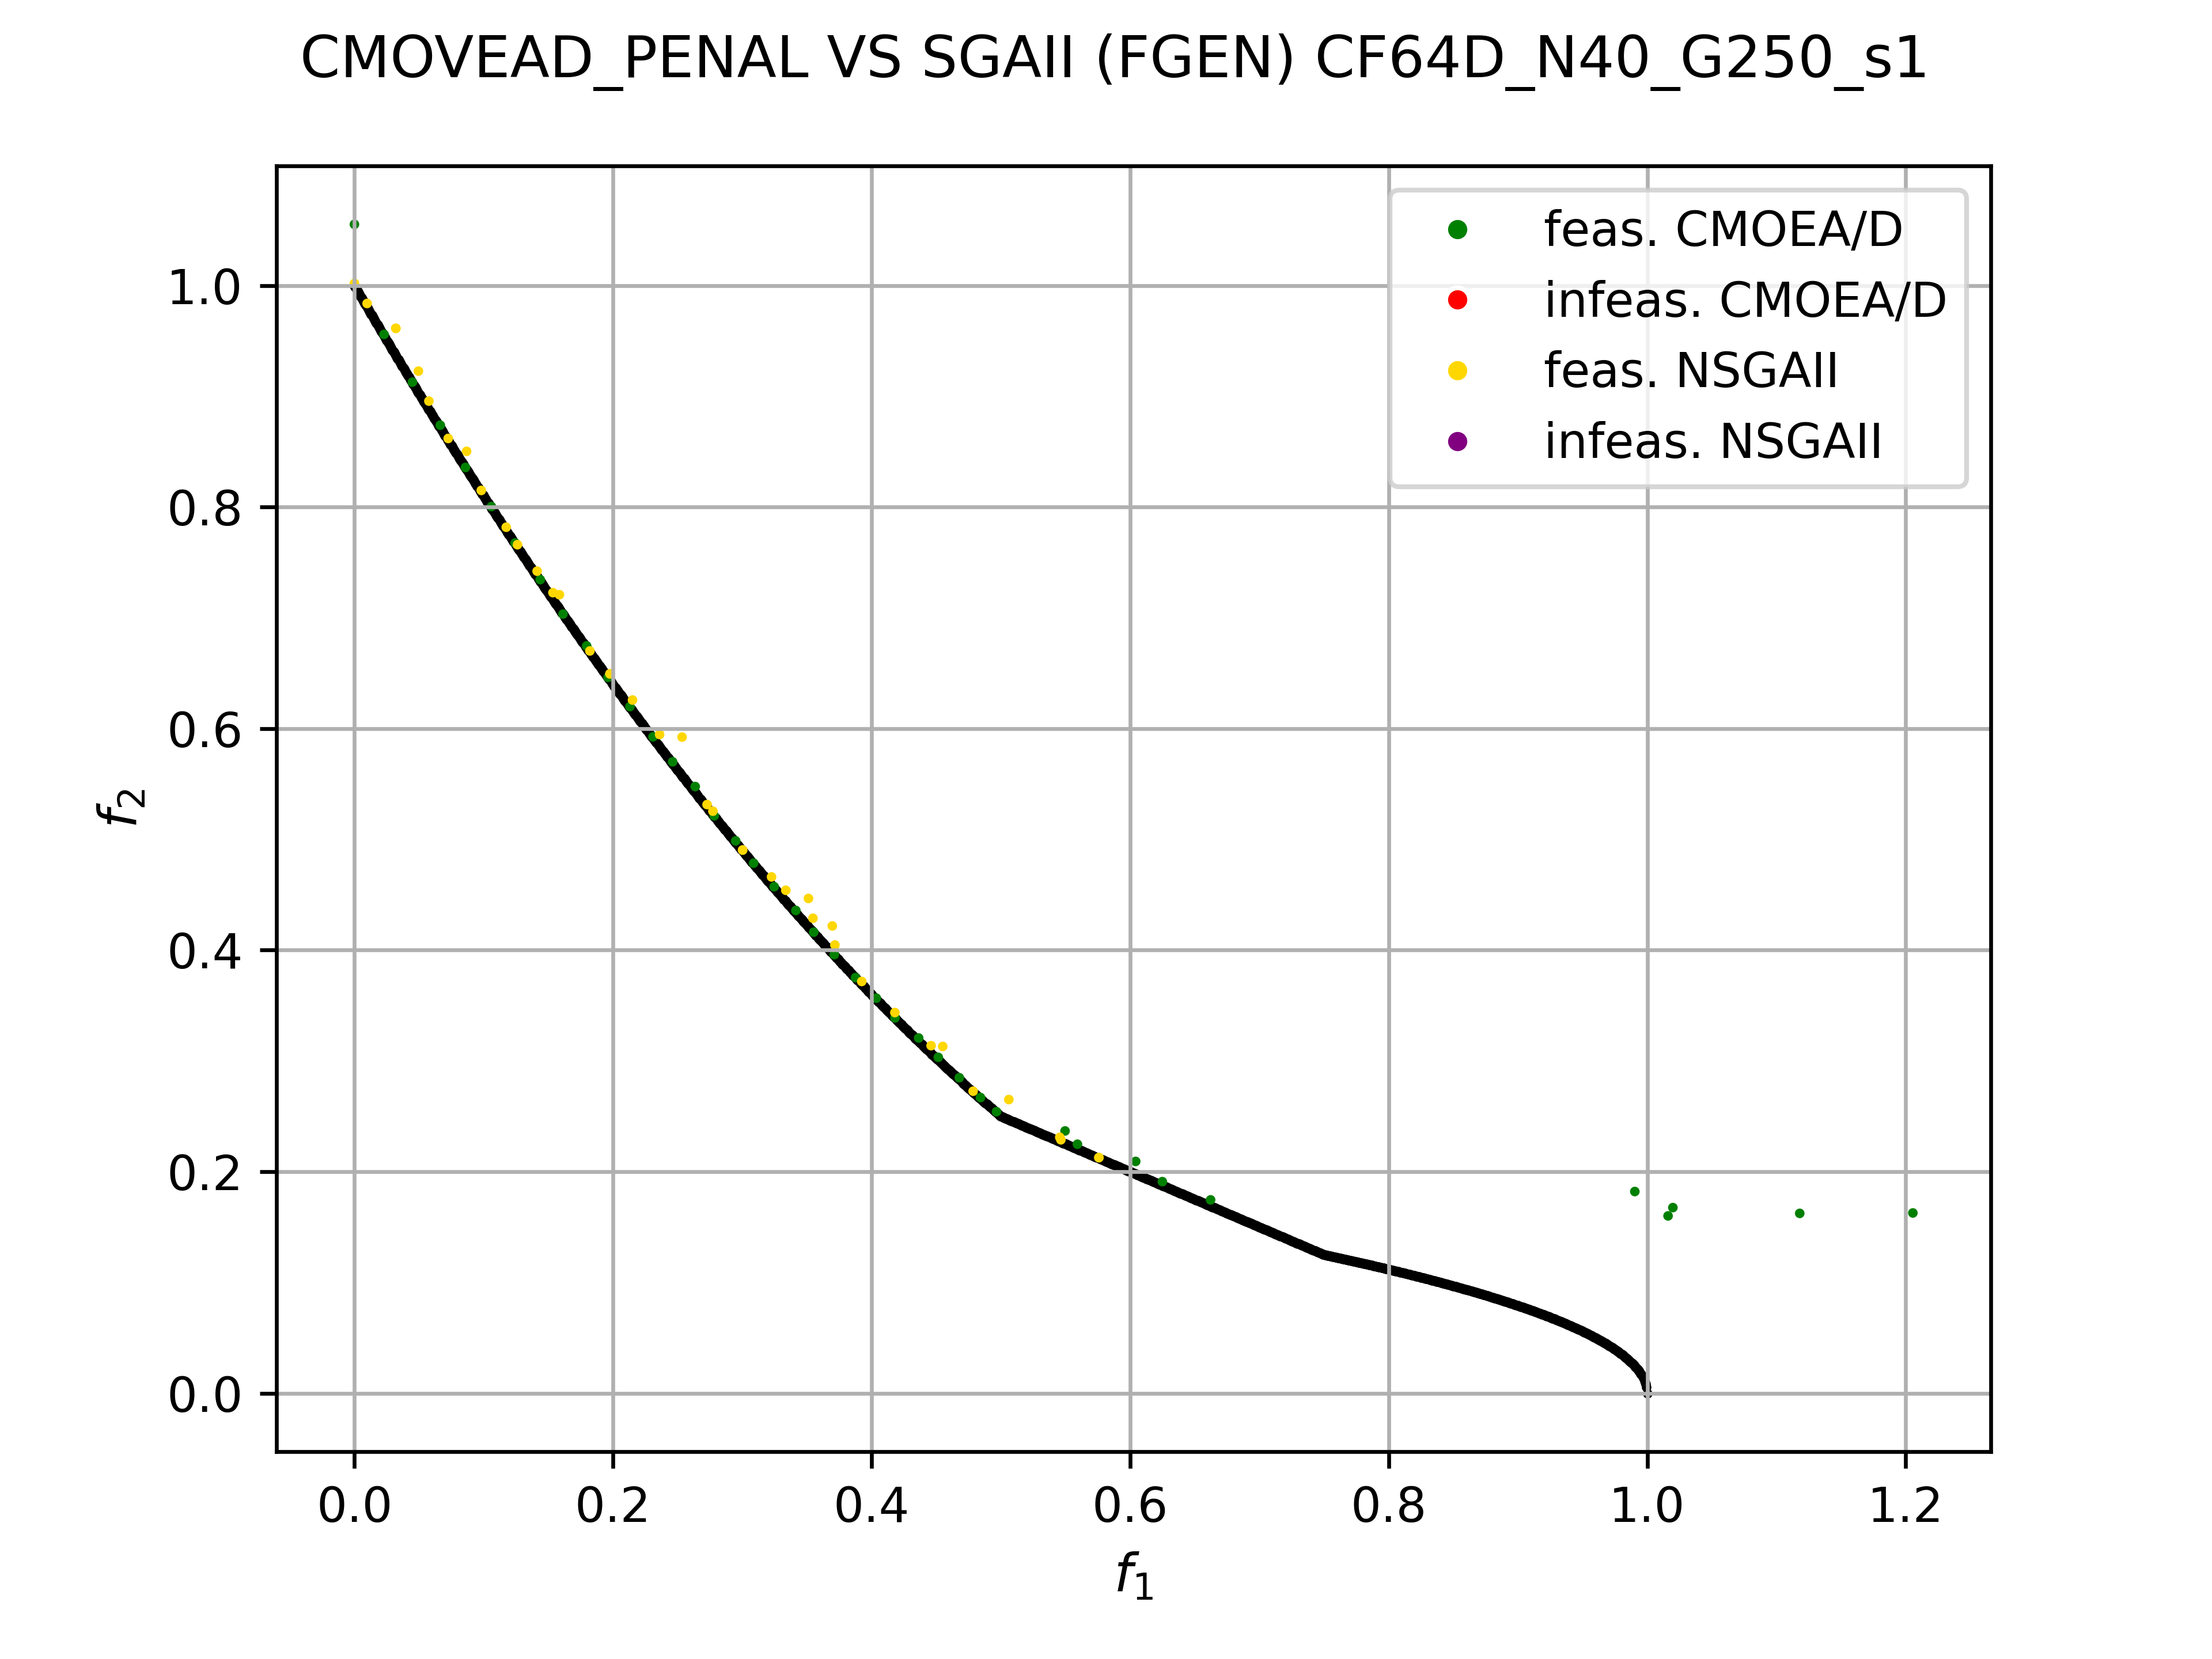 CMOVEAD_PENAL VS SGAII (FGEN) CF64D_N40_G250_s1
feas. CMOEA/D
infeas. CMOEA/D
feas. NSGAII
infeas. NSGAII
1.0
0.8
0.6
0.4
0.2
0.0
f2
0.0 0.2 0.4 0.6 0.8 1.0 1.2
f1